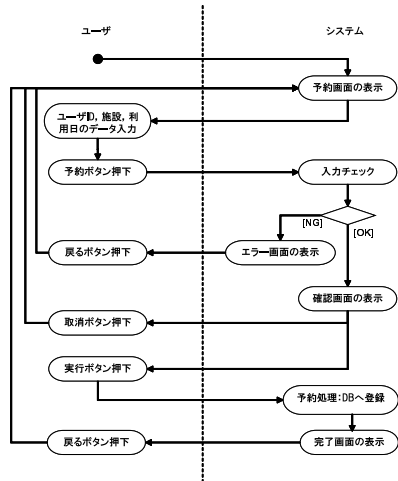 ユーザ
システム
予約画面の表示
ユーザID, 施設, 利
用日のデータ入力
予約ボタン押下
入力チェック
[NG]
[OK]
戻るボタン押下
エラー画面の表示
確認画面の表示
取消ボタン押下
実行ボタン押下
予約処理:DBへ登録
戻るボタン押下
完了画面の表示